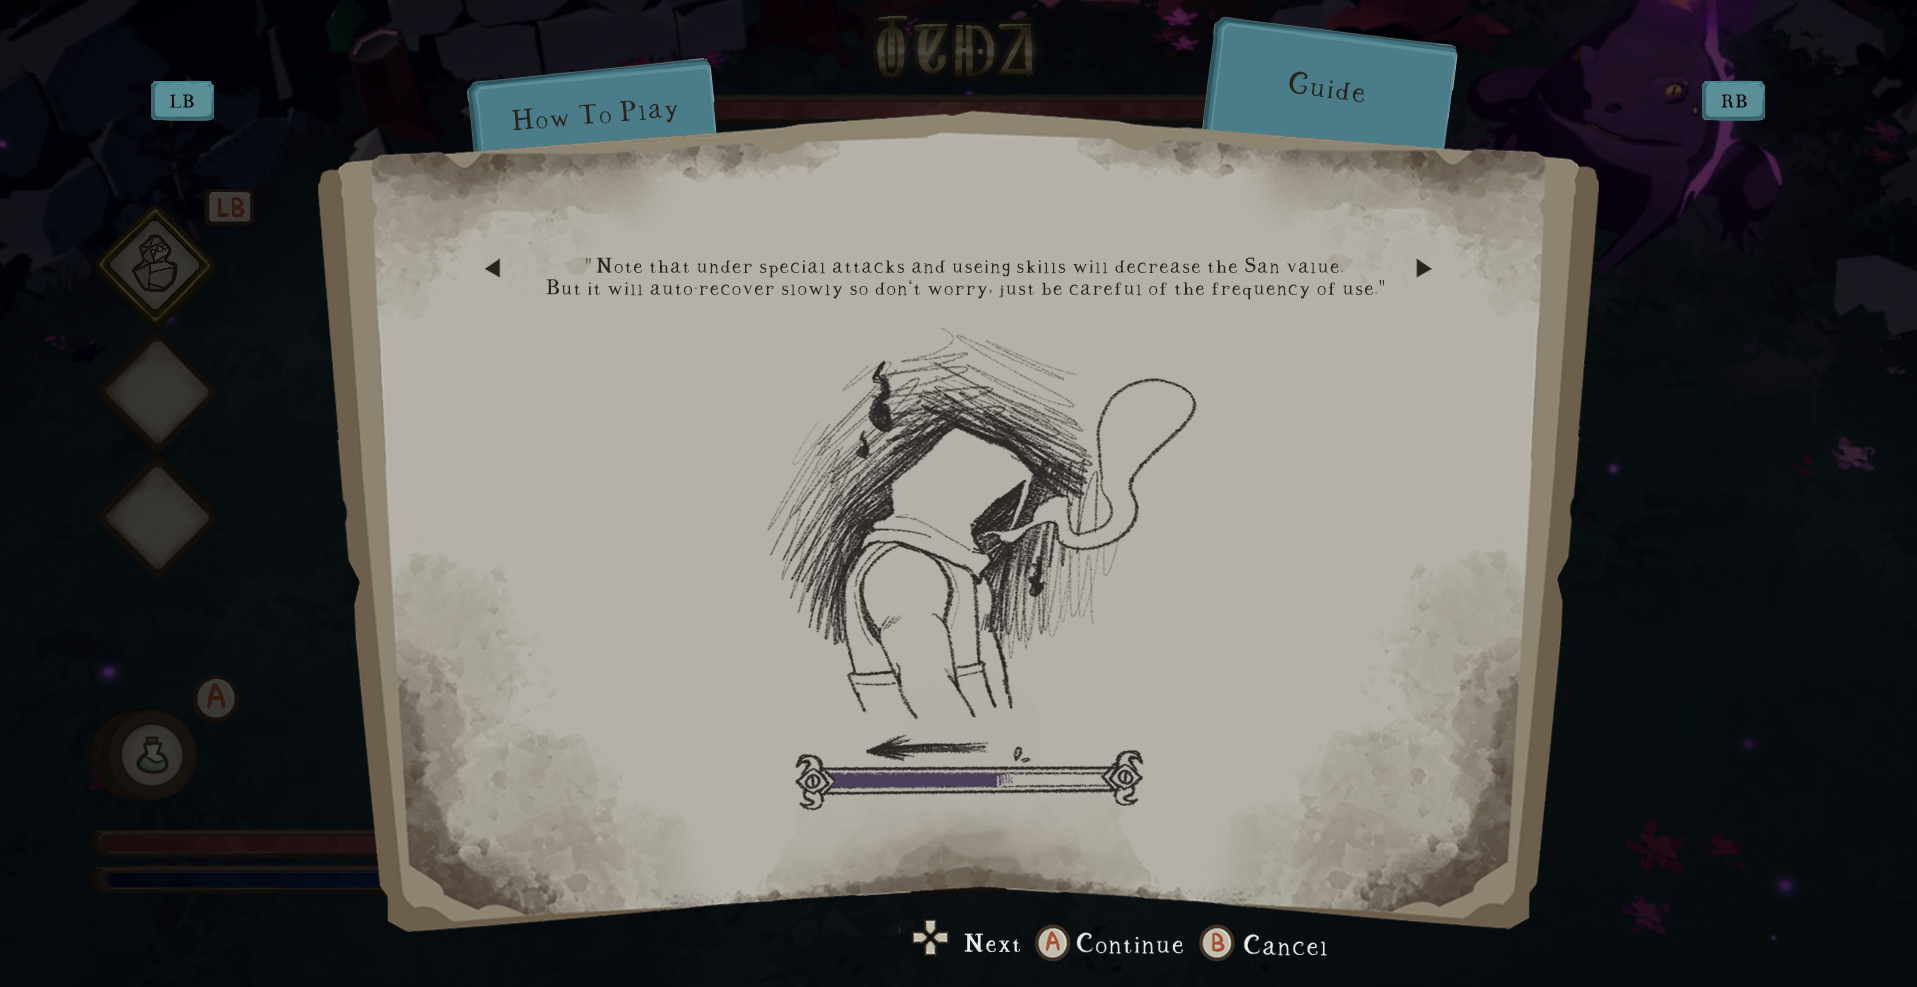 LB
How To Play
Guide
RB
LB
"Note that under special attacks and useing skills will decrease the San value.
But it will auto-recover slowly so don't worry, just be careful of the frequency of use."
A
Next A Continue B Cancel